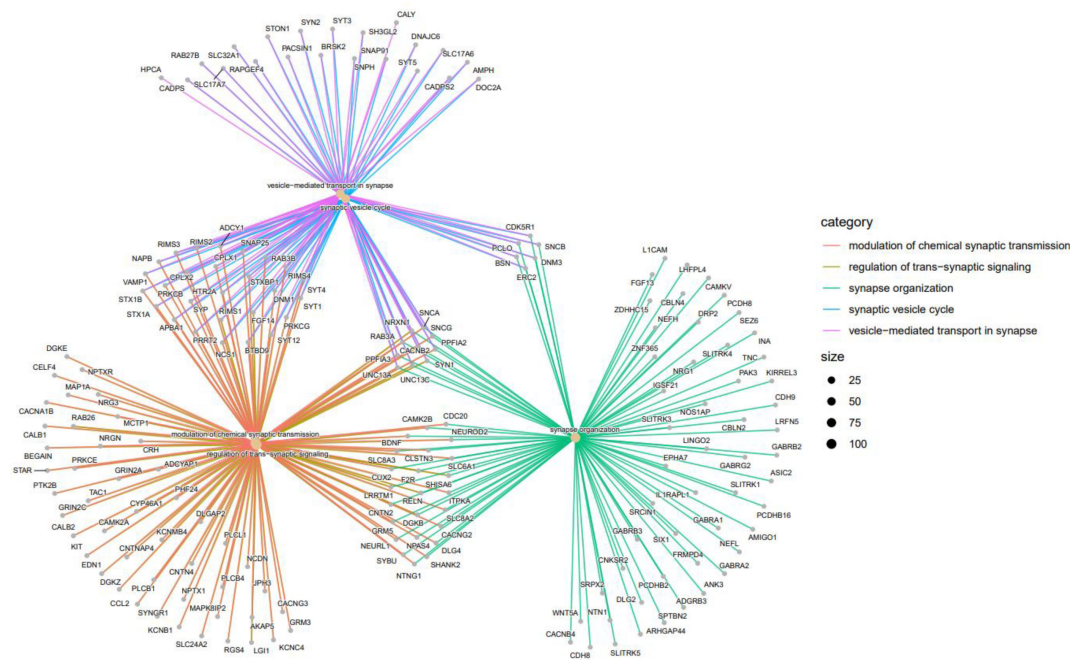 CALY
SYN2
SYT3
STON1
SH3GL2
DNAJC6
PACSIN1
BRSK2
SNAP91
SLC32A1
SLC17A6
RAB27B
SNPH
SYT5
RAPGEF4
AMPH
HPCA
SLC17A7
CADPS2
CADPS
DOC2A
vesicle-mediated transport in synapse
synaptic vesicle cycle
ADCY1
CDK5R1
RIMS3
RIMS2
SNAP25
SNCB
PCLO
L1CAM
NAPB
CPLX1
RAB3B
BSN
DNM3
LHFPL4
CPLX2
RIMS4
ERC2
FGF13
VAMP1
STXBP1
CAMKV
PRKCB
HTR2A
SYT4
STX1B
DNM1
ZDHHC15
CBLN4
PCDH8
SYP
RIMS1
SYT1
SNCA
STX1A
FGF14
NRXN1
NEFH
DRP2
SEZ6
APBA1
PRKCG
SNCG
PRRT2
SYT12
RAB3A
INA
NCS1
BTBD9
CACNB2
PPFIA2
ZNF365
SLITRK4
DGKE
PPFIA3
SYN1
NRG1
TNC
CELF4
NPTXR
UNC13A
UNC13C
IGSF21
PAK3
KIRREL3
MAP1A
NRG3
CDH9
CACNA1B
MCTP1
CAMK2B
CDC20
SLITRK3
NOS1AP
LRFN5
RAB26
CBLN2
CALB1
modulation of chemical synaptic transmission
NEUROD2
synapse organization
NRGN
BDNF
LINGO2
GABRB2
BEGAIN
CRH
regulation of trans-synaptic signaling
CLSTN3
EPHA7
GABRG2
STAR
PRKCE
ADCYAP1
SLC8A3
SLC6A1
ASIC2
GRIN2A
CUX2
F2R
PTK2B
TAC1
PHF24
LRRTM1
SHISA6
SLITRK1
GRIN2C
CYP46A1
RELN
ITPKA
IL1RAPL1
CALB2
CAMK2A
DLGAP2
CNTN2
DGKB
SLC8A2
SRCIN1
PCDHB16
KIT
KCNMB4
PLCL1
GRM5
CACNG2
GABRB3
GABRA1
AMIGO1
EDN1
CNTNAP4
NEURL1
NPAS4
DLG4
SIX1
NEFL
NCDN
SYBU
SHANK2
CNKSR2
FRMPD4
GABRA2
DGKZ
CNTN4
PLCB4
NTNG1
SRPX2
PCDHB2
ANK3
CCL2
PLCB1
NPTX1
JPH3
DLG2
ADGRB3
SYNGR1
MAPK8IP2
CACNG3
WNT5A
NTN1
SPTBN2
KCNB1
AKAP5
GRM3
CACNB4
ARHGAP44
SLC24A2
RGS4
LGI1
KCNC4
CDH8
SLITRK5
category
modulation of chemical synaptic transmission
regulation of trans-synaptic signaling
synapse organization
synaptic vesicle cycle
vesicle-mediated transport in synapse
size
25
50
75
100